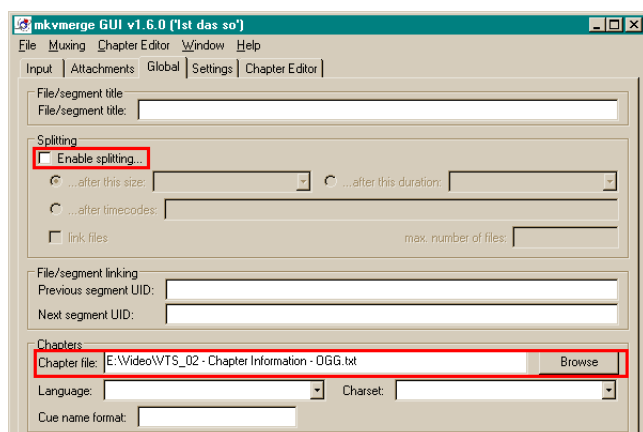 mkvmerge GUI v1.6.0 ('Ist das so')
File Muxing Chapter Editor Window Help
Input Attachments Global Settings Chapter Editor
File/segment title
File/segment title:
Splitting
Enable splitting...
...after this size: ...after this duration:
...after timecodes:
link files max. number of files:
File/segment linking
Previous segment UID:
Next segment UID:
Chapters
Chapter file: E:\Video\VTS_02 - Chapter Information - OGG.txt Browse
Language: Charset:
Cue name format: